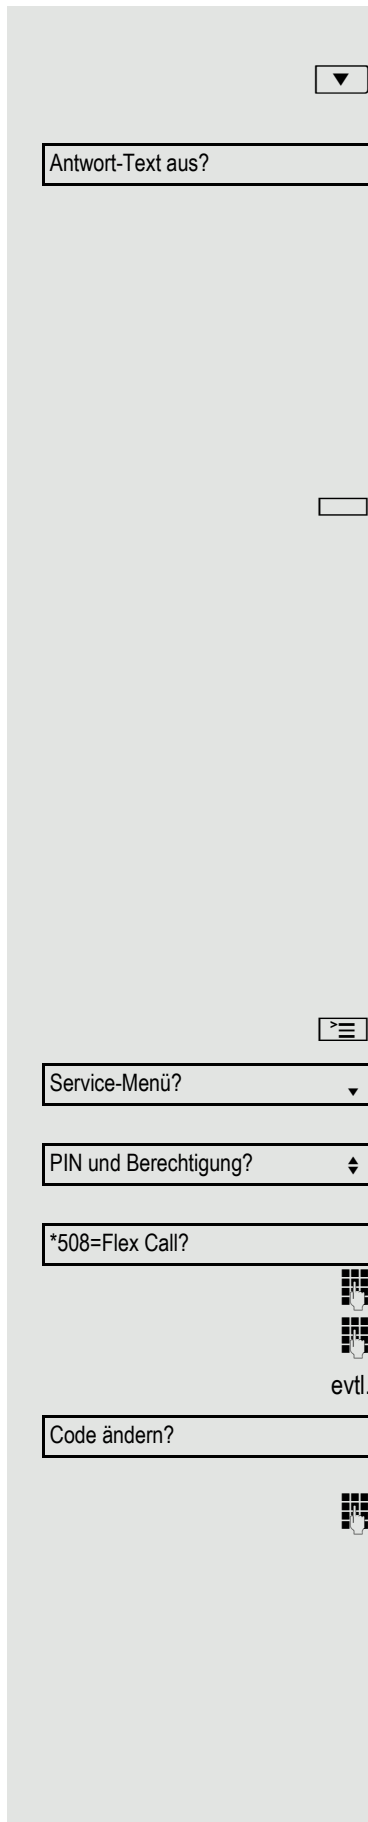 Antwort-Text aus?
Service-Menü?
PIN und Berechtigung?
*508=Flex Call?
evtl.
Code ändern?